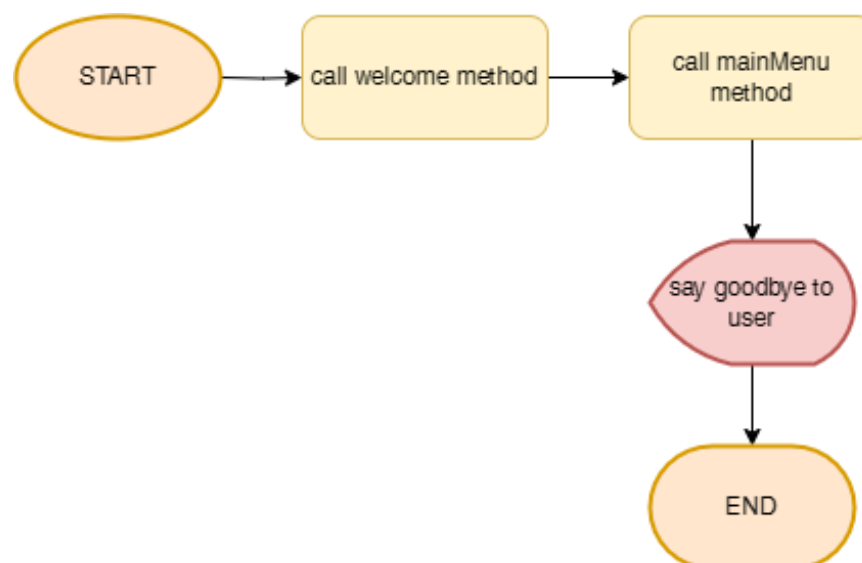 START
call welcome method
call mainMenu
method
say goodbye to
user
END